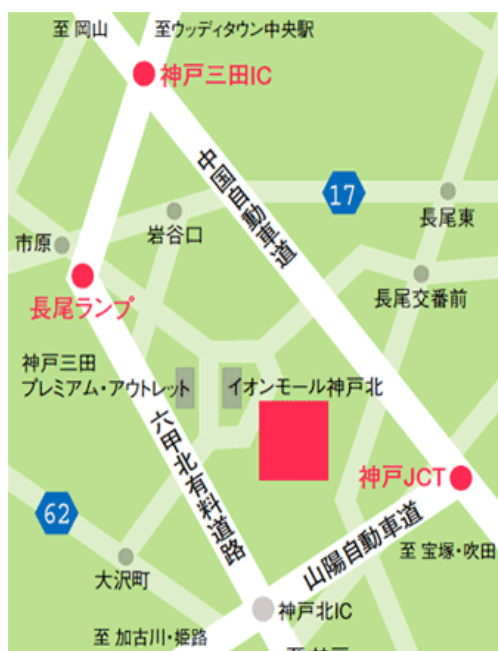 至 岡山
至ウッディタウン中央駅
神戸三田IC
中国自動車道
17
長尾東
岩谷口
市原
長尾ランプ
長尾交番前
神戸三田
プレミアム・アウトレット
イオンモール神戸北
六甲北有料道路
神戸JCT
62
山陽自動車道
至 宝塚・吹田
大沢町
神戸北IC
至 加古川・姫路